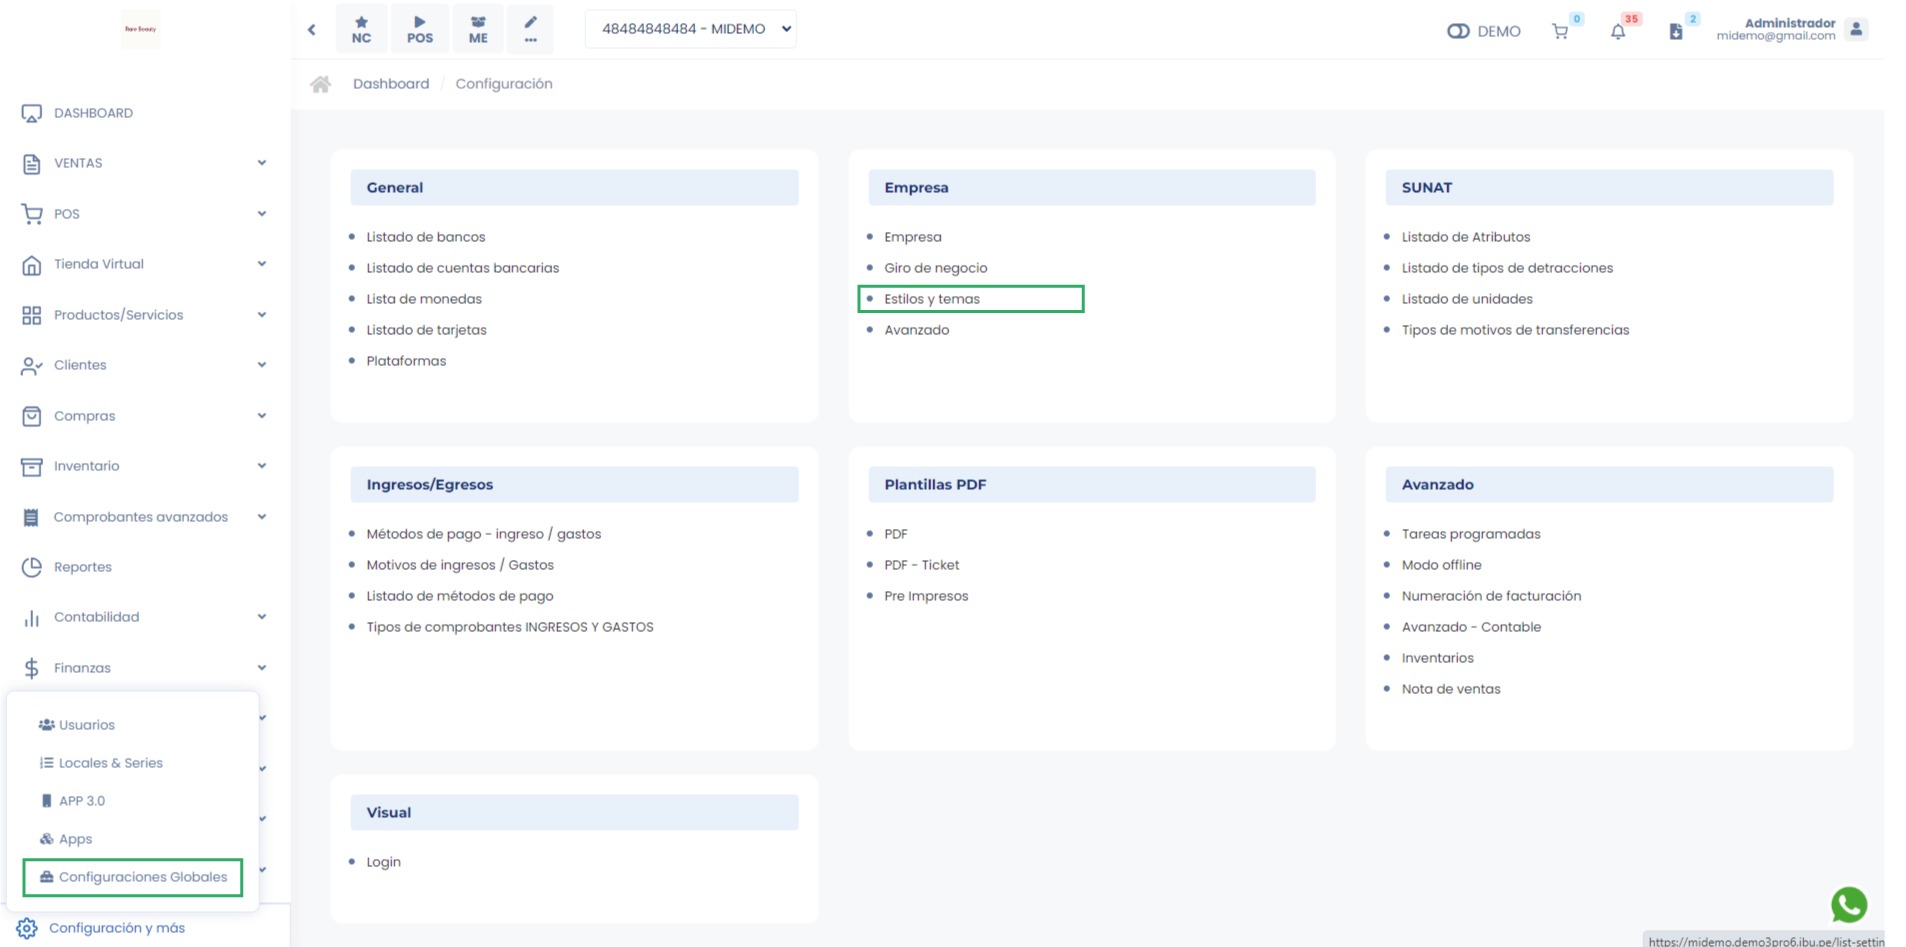 Rare Beauty
NC
POS
ME
...
48484848484 - MIDEMO
DEMO
0
35
2
Administrador
midemo@gmail.com
Dashboard / Configuración
DASHBOARD
VENTAS
POS
Tienda Virtual
Productos/Servicios
Clientes
Compras
Inventario
Comprobantes avanzados
Reportes
Contabilidad
Finanzas
Usuarios
Locales & Series
APP 3.0
Apps
Configuraciones Globales
Configuración y más
General
Listado de bancos
Listado de cuentas bancarias
Lista de monedas
Listado de tarjetas
Plataformas
Empresa
Empresa
Giro de negocio
Estilos y temas
Avanzado
SUNAT
Listado de Atributos
Listado de tipos de detracciones
Listado de unidades
Tipos de motivos de transferencias
Ingresos/Egresos
Métodos de pago - ingreso / gastos
Motivos de ingresos / Gastos
Listado de métodos de pago
Tipos de comprobantes INGRESOS Y GASTOS
Plantillas PDF
PDF
PDF - Ticket
Pre Impresos
Avanzado
Tareas programadas
Modo offline
Numeración de facturación
Avanzado - Contable
Inventarios
Nota de ventas
Visual
Login
https://midemo.demo3pro6.ibu.pe/list-settin